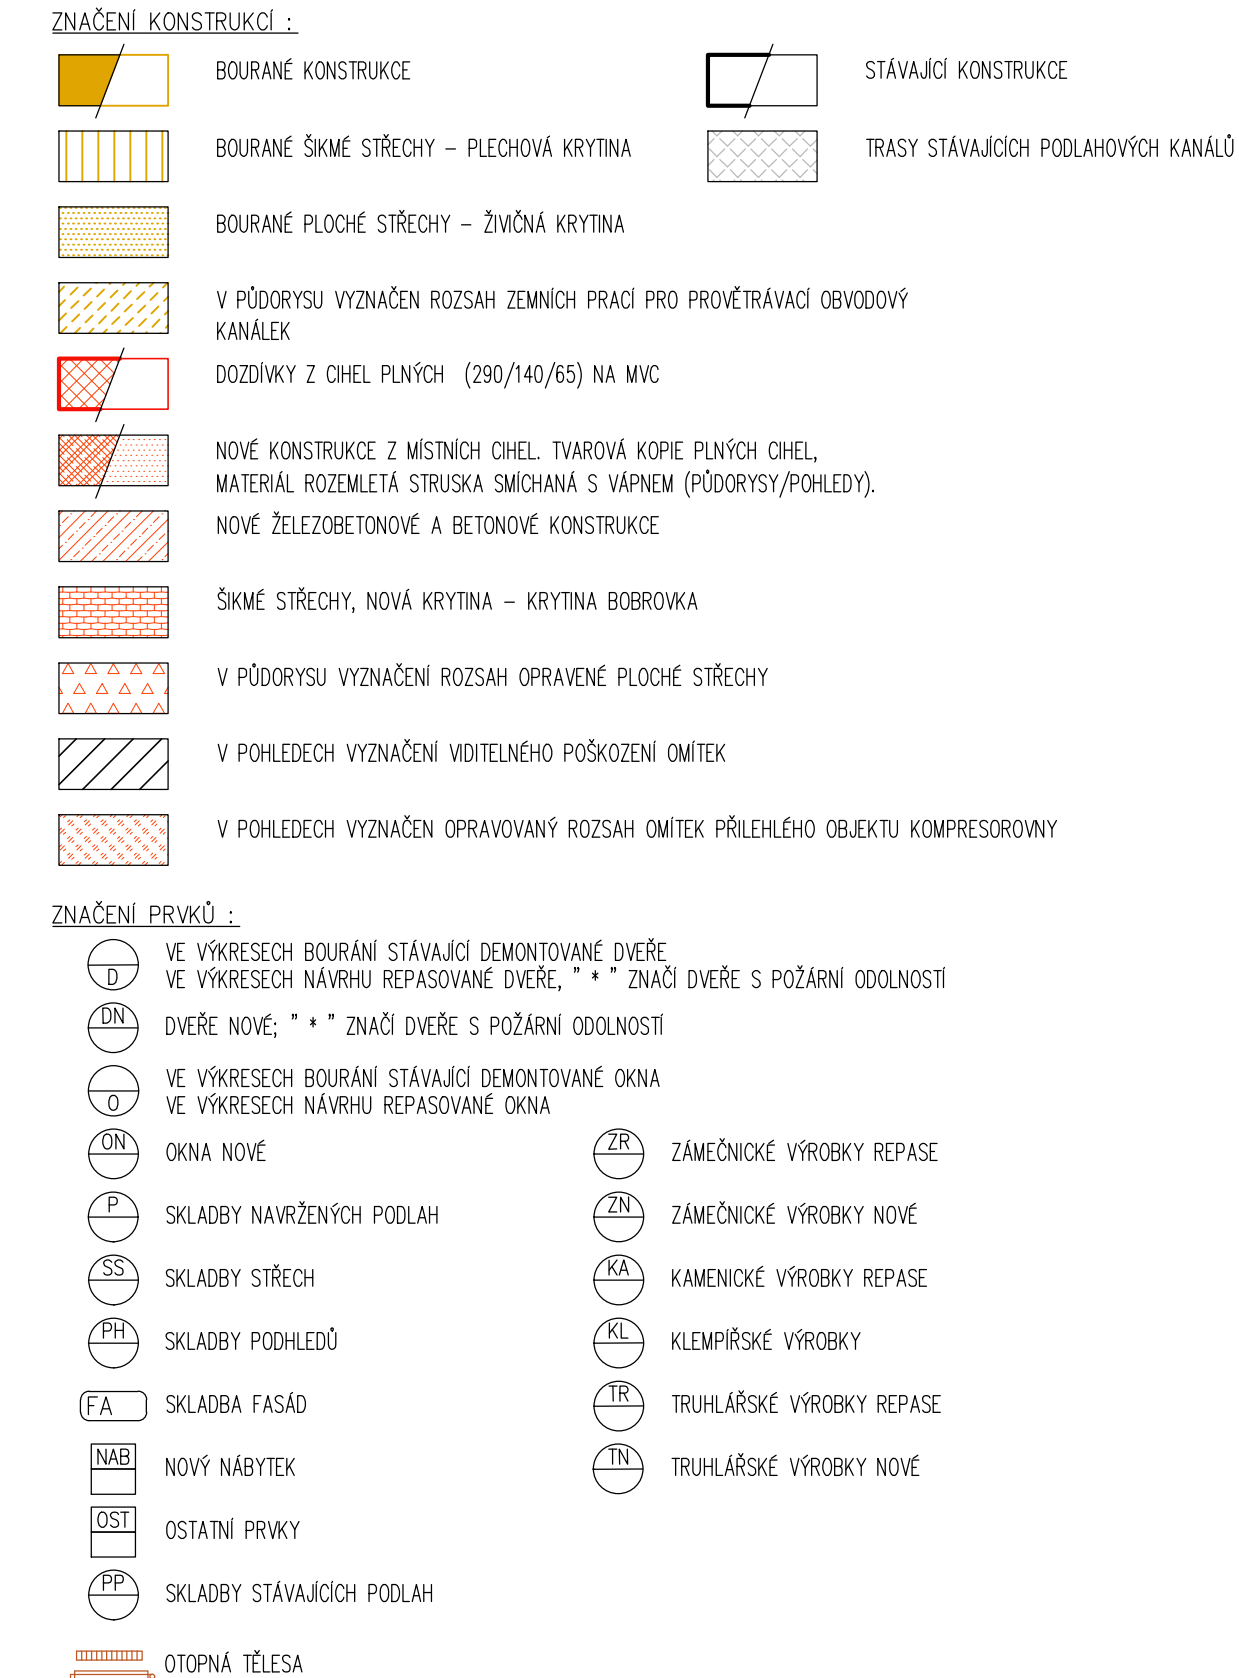 ZNAČENÍ KONSTRUKCÍ :
BOURANÉ KONSTRUKCE
STÁVAJÍCÍ KONSTRUKCE
BOURANÉ ŠIKMÉ STŘECHY – PLECHOVÁ KRYTINA
TRASY STÁVAJÍCÍCH PODLAHOVÝCH KANÁLŮ
BOURANÉ PLOCHÉ STŘECHY – ŽIVIČNÁ KRYTINA
V PŮDORYSU VYZNAČEN ROZSAH ZEMNÍCH PRACÍ PRO PROVĚTRÁVACÍ OBVODOVÝ
KANÁLEK
DOZDÍVKY Z CIHEL PLNÝCH (290/140/65) NA MVC
NOVÉ KONSTRUKCE Z MÍSTNÍCH CIHEL. TVAROVÁ KOPIE PLNÝCH CIHEL,
MATERIÁL ROZEMLETÁ STRUSKA SMÍCHANÁ S VÁPNEM (PŮDORYSY/POHLEDY).
NOVÉ ŽELEZOBETONOVÉ A BETONOVÉ KONSTRUKCE
ŠIKMÉ STŘECHY, NOVÁ KRYTINA – KRYTINA BOBROVKA
V PŮDORYSU VYZNAČENÍ ROZSAH OPRAVENÉ PLOCHÉ STŘECHY
V POHLEDECH VYZNAČENÍ VIDITELNÉHO POŠKOZENÍ OMÍTEK
V POHLEDECH VYZNAČEN OPRAVOVANÝ ROZSAH OMÍTEK PŘILEHLÉHO OBJEKTU KOMPRESOROVNY
ZNAČENÍ PRVKŮ :
VE VÝKRESECH BOURÁNÍ STÁVAJÍCÍ DEMONTOVANÉ DVEŘE
D VE VÝKRESECH NÁVRHU REPASOVANÉ DVEŘE, " * " ZNAČÍ DVEŘE S POŽÁRNÍ ODOLNOSTÍ
DN DVEŘE NOVÉ; " * " ZNAČÍ DVEŘE S POŽÁRNÍ ODOLNOSTÍ
VE VÝKRESECH BOURÁNÍ STÁVAJÍCÍ DEMONTOVANÉ OKNA
O VE VÝKRESECH NÁVRHU REPASOVANÉ OKNA
ON OKNA NOVÉ
ZR ZÁMEČNICKÉ VÝROBKY REPASE
P SKLADBY NAVRŽENÝCH PODLAH
ZN ZÁMEČNICKÉ VÝROBKY NOVÉ
SS SKLADBY STŘECH
KA KAMENICKÉ VÝROBKY REPASE
PH SKLADBY PODHLEDŮ
KL KLEMPÍŘSKÉ VÝROBKY
FA SKLADBA FASÁD
TR TRUHLÁŘSKÉ VÝROBKY REPASE
NAB NOVÝ NÁBYTEK
TN TRUHLÁŘSKÉ VÝROBKY NOVÉ
OST OSTATNÍ PRVKY
PP SKLADBY STÁVAJÍCÍCH PODLAH
OTOPNÁ TĚLESA